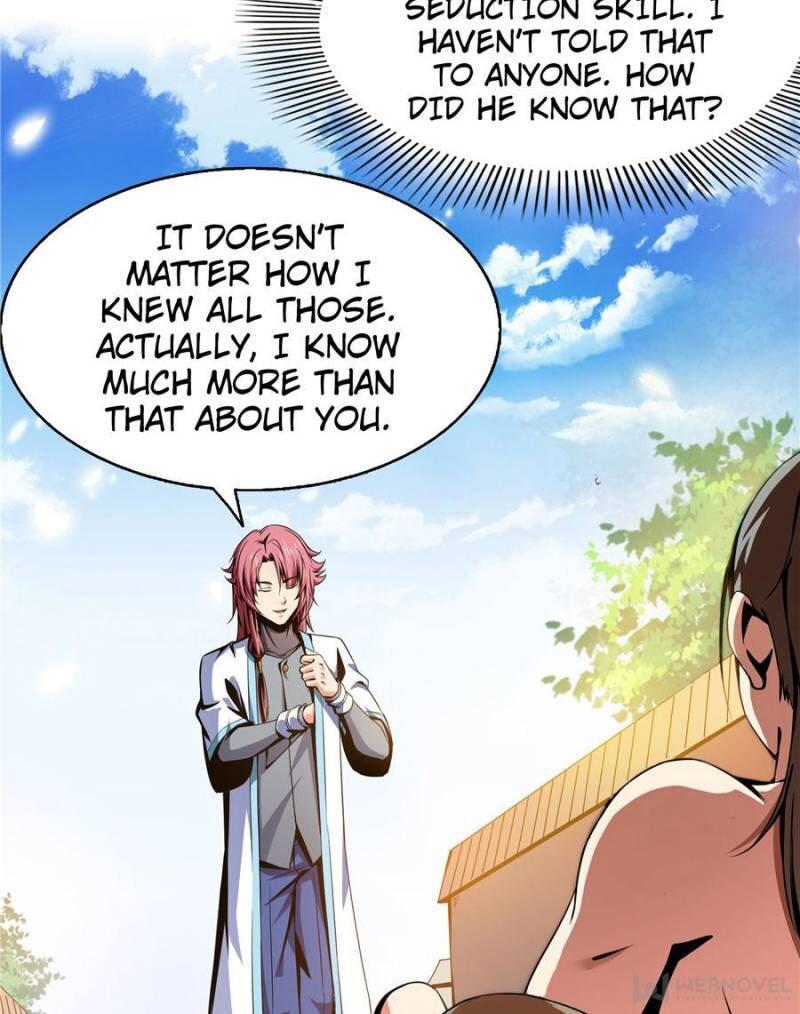 SEDUCTION SKILL. I
HAVEN'T TOLD THAT
TO ANYONE. HOW
DID HE KNOW THAT?
IT DOESN'T
MATTER HOW I
KNEW ALL THOSE.
ACTUALLY, I KNOW
MUCH MORE THAN
THAT ABOUT YOU.
WEBNOVEL